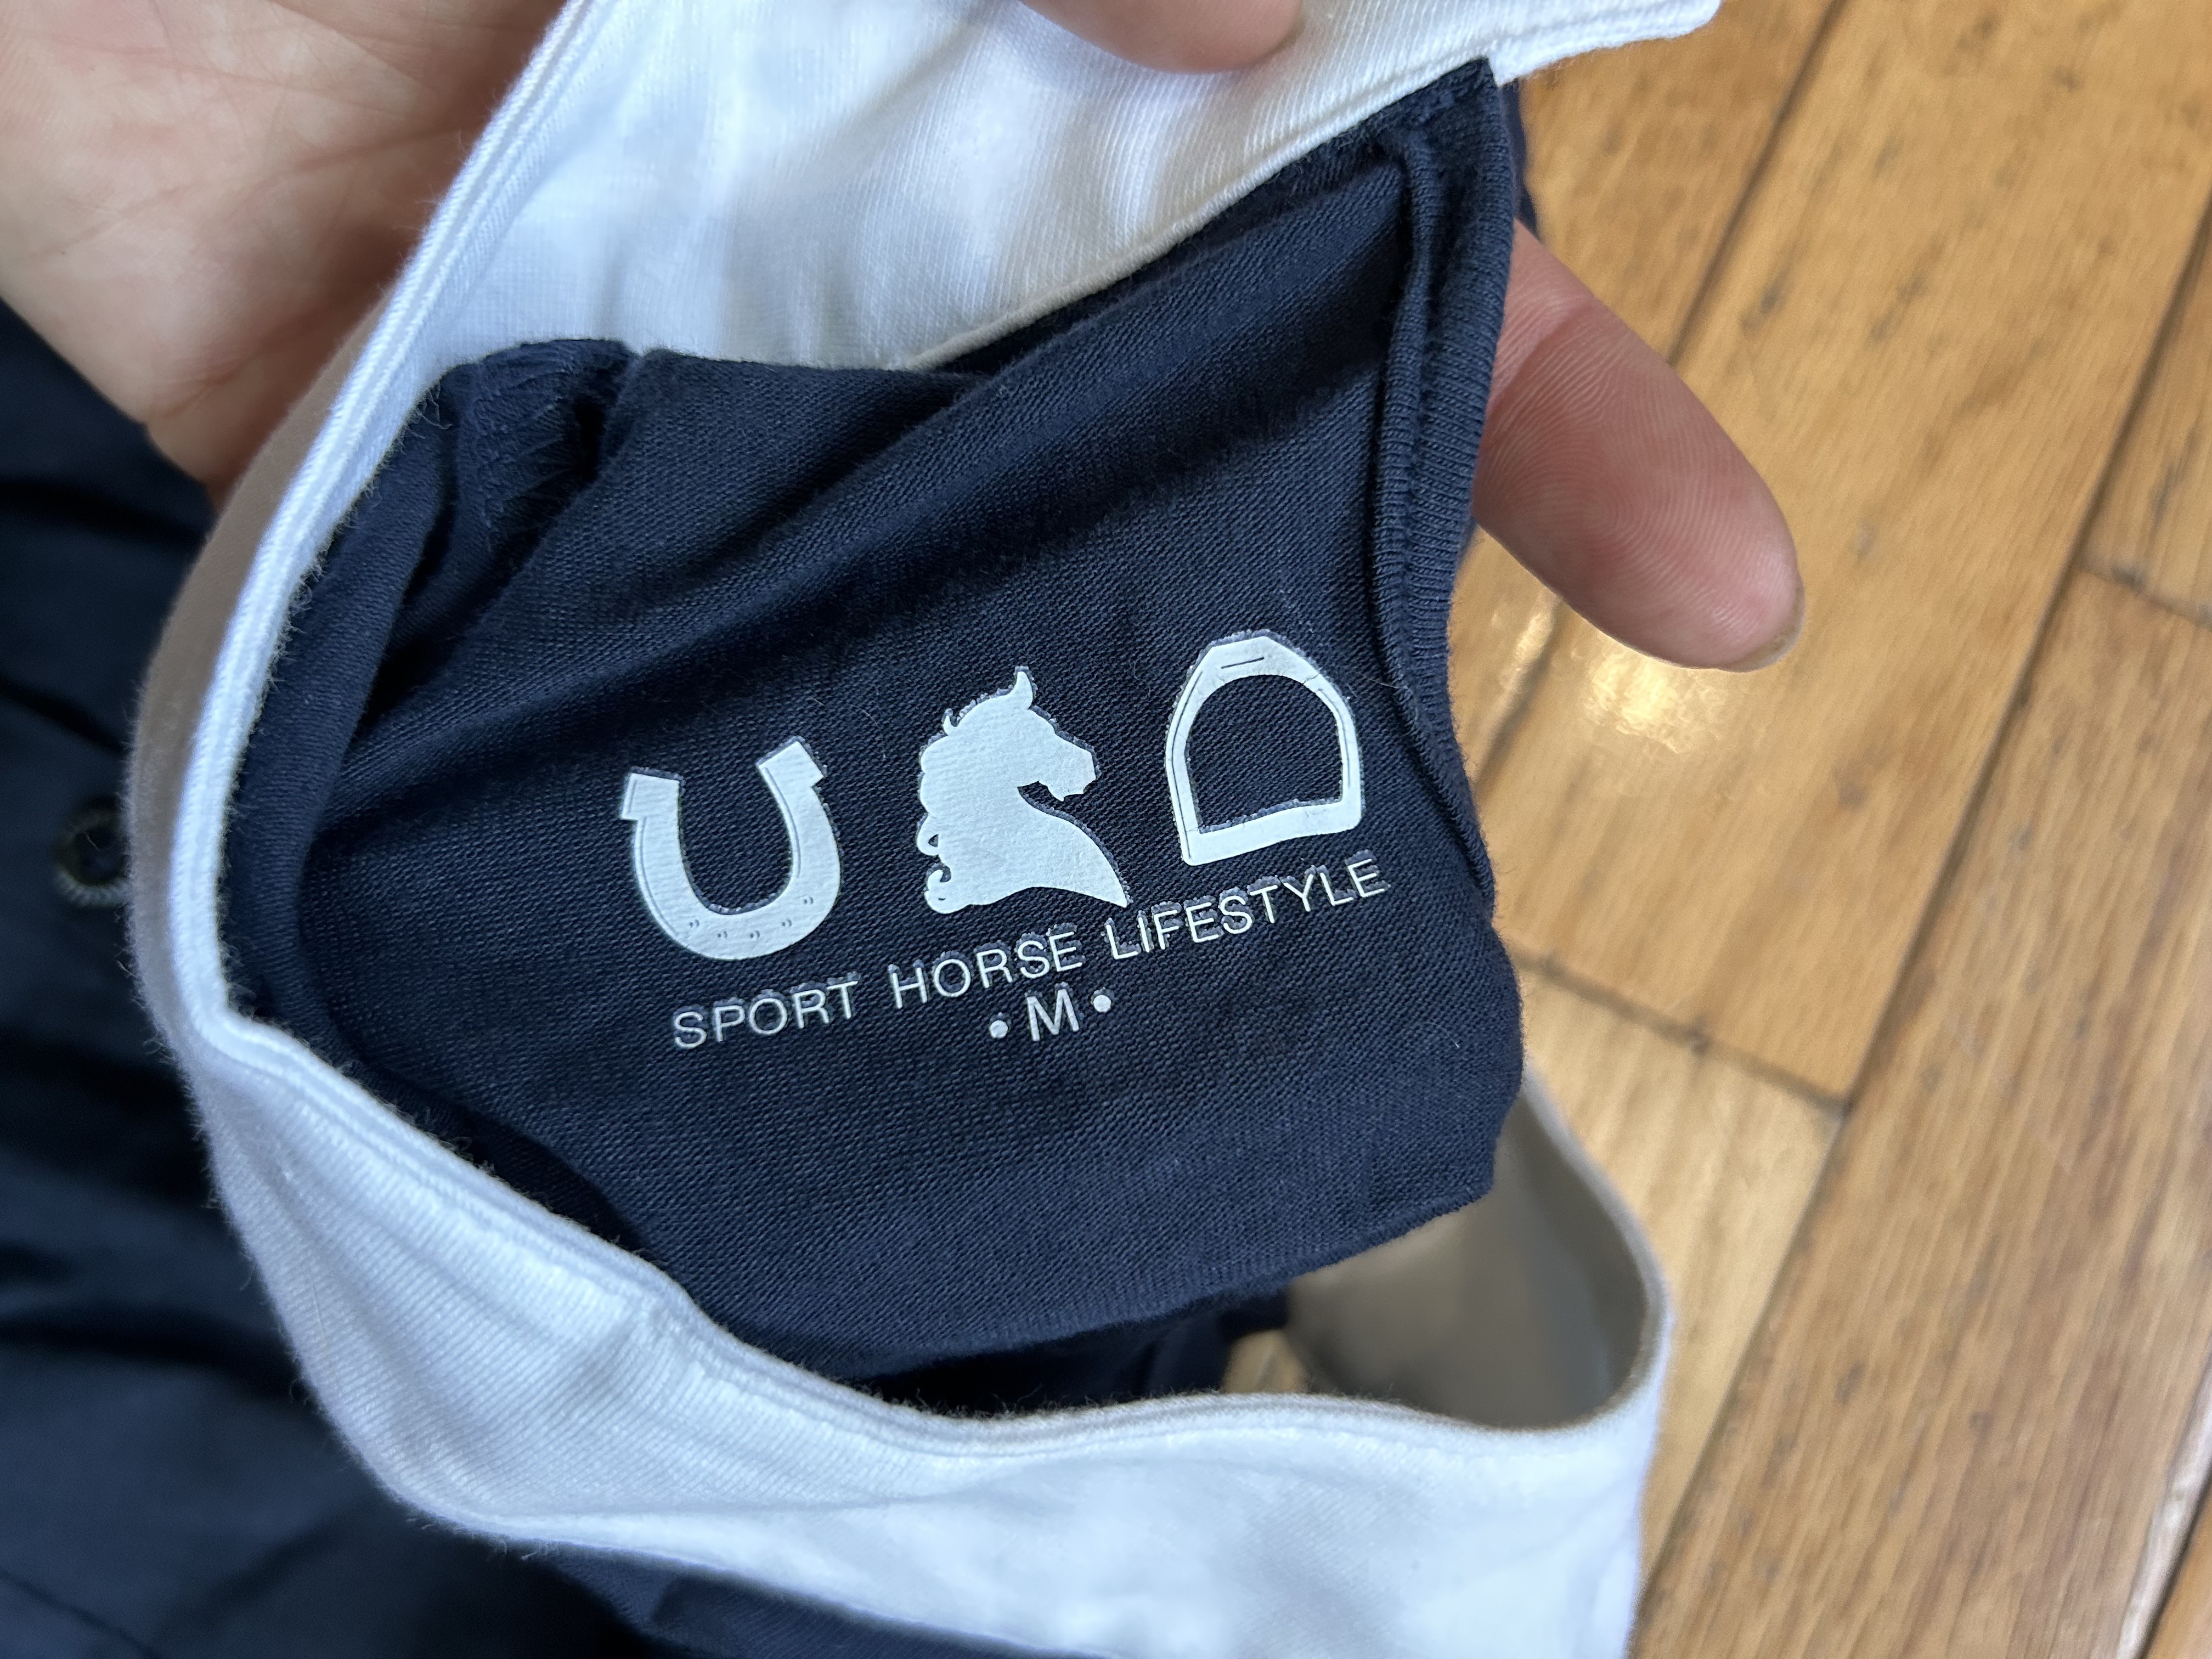 SPORT HORSE LIFESTYLE
• M •